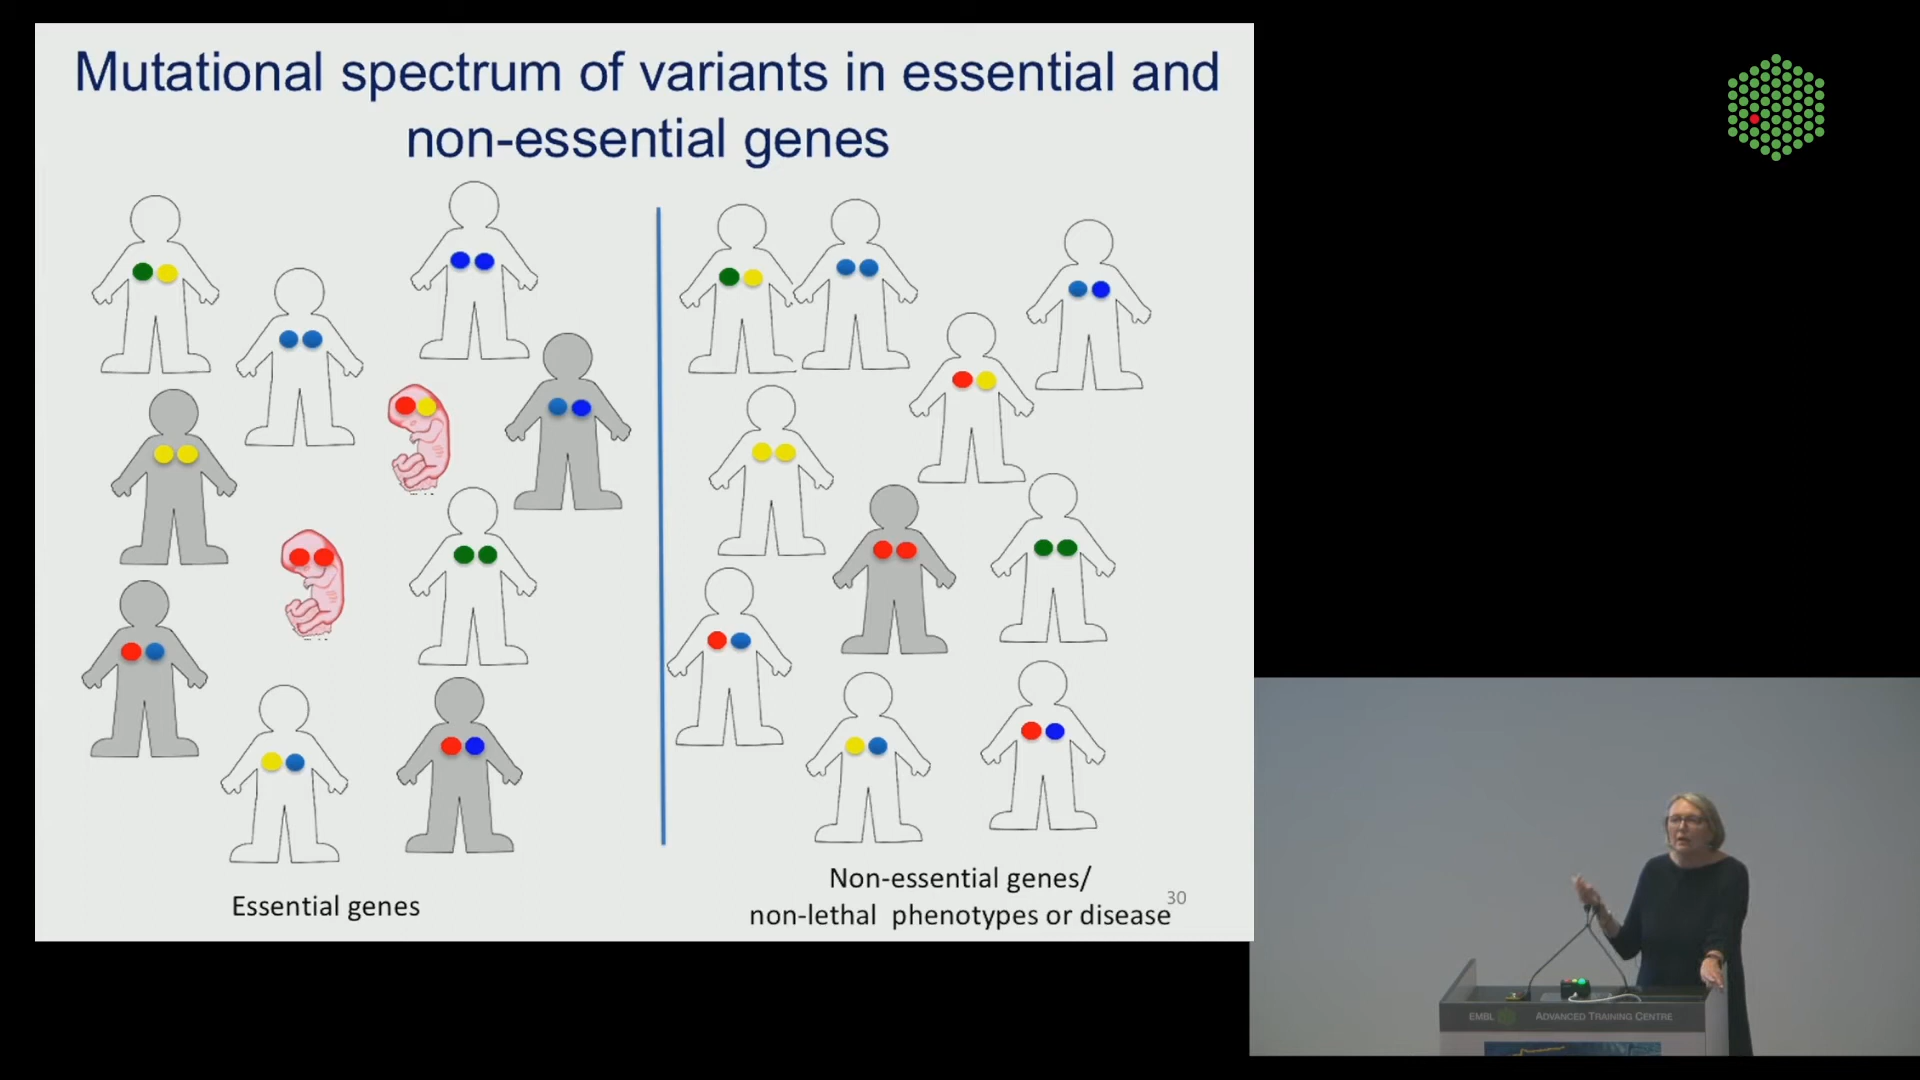 Mutational spectrum of variants in essential and
non-essential genes
Essential genes
Non-essential genes/
non-lethal phenotypes or disease
30
EMBL ADVANCED TRAINING CENTRE